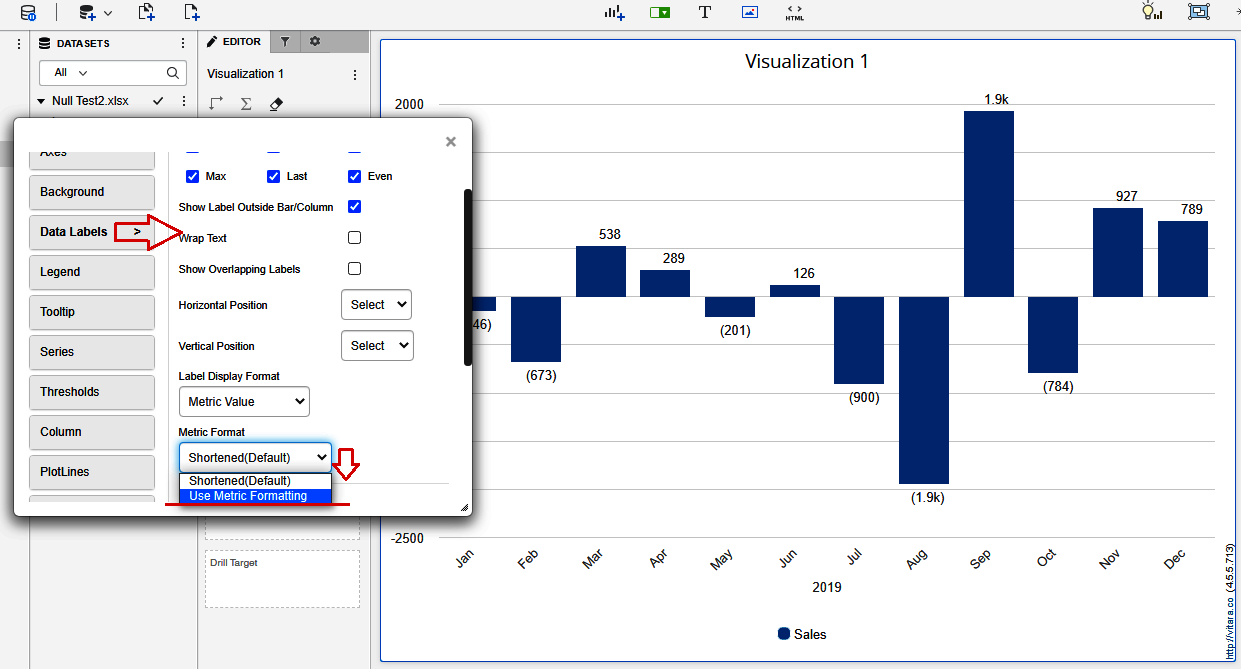 HTML
DATASETS
EDITOR
All
Visualization 1
Null Test2.xlsx
Axes
Background
Data Labels >
Legend
Tooltip
Series
Thresholds
Column
PlotLines
Max Last Even
Show Label Outside Bar/Column
Wrap Text
Show Overlapping Labels
Horizontal Position Select
Vertical Position Select
Label Display Format
Metric Value
Metric Format
Shortened(Default)
Shortened(Default)
Use Metric Formatting
Drill Target
Visualization 1
2000
-2500
46)
(673)
538
289
(201)
126
(900)
(1.9k)
1.9k
(784)
927
789
Jan Feb Mar Apr May Jun Jul Aug Sep Oct Nov Dec
2019
Sales
http://vitara.co (4.5.5.713)